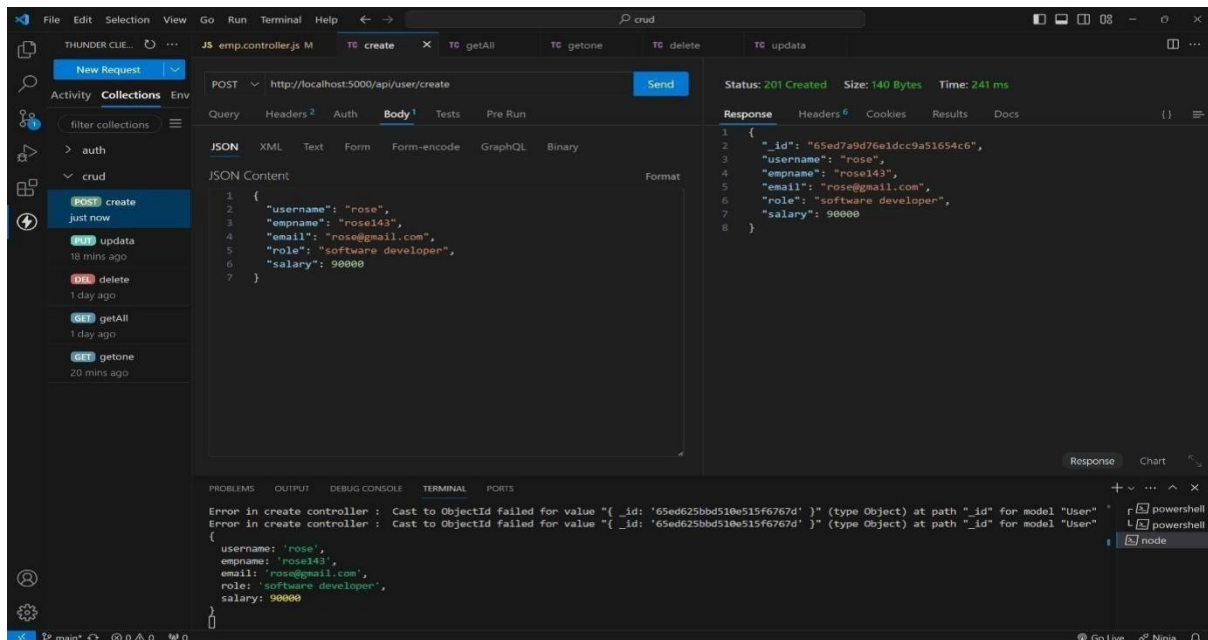 File Edit Selection View Go Run Terminal Help crud
THUNDER CLIE... JS emp.controller.js M TC create TC getAll TC getone TC delete TC updata
New Request
Activity Collections Env
filter collections
auth
crud
POST create
just now
PUT updata
18 mins ago
DEL delete
1 day ago
GET getAll
1 day ago
GET getone
20 mins ago
POST http://localhost:5000/api/user/create Send
Query Headers 2 Auth Body 1 Tests Pre Run
JSON XML Text Form Form-encode GraphQL Binary
JSON Content Format
1 {
2 "username": "rose",
3 "empname": "rose143",
4 "email": "rose@gmail.com",
5 "role": "software developer",
6 "salary": 90000
7 }
Status: 201 Created Size: 140 Bytes Time: 241 ms
Response Headers 6 Cookies Results Docs {}
1 {
2 "_id": "65ed7a9d76e1dcc9a51654c6",
3 "username": "rose",
4 "empname": "rose143",
5 "email": "rose@gmail.com",
6 "role": "software developer",
7 "salary": 90000
8 }
Response Chart
PROBLEMS OUTPUT DEBUG CONSOLE TERMINAL PORTS
Error in create controller : Cast to ObjectId failed for value "{ _id: '65ed625bbd510e515f6767d' }" (type Object) at path "_id" for model "User"
Error in create controller : Cast to ObjectId failed for value "{ _id: '65ed625bbd510e515f6767d' }" (type Object) at path "_id" for model "User"
{
username: 'rose',
empname: 'rose143',
email: 'rose@gmail.com',
role: 'software developer',
salary: 90000
}
powershell
powershell
node
main* 0 0 0 Go Live Ninja